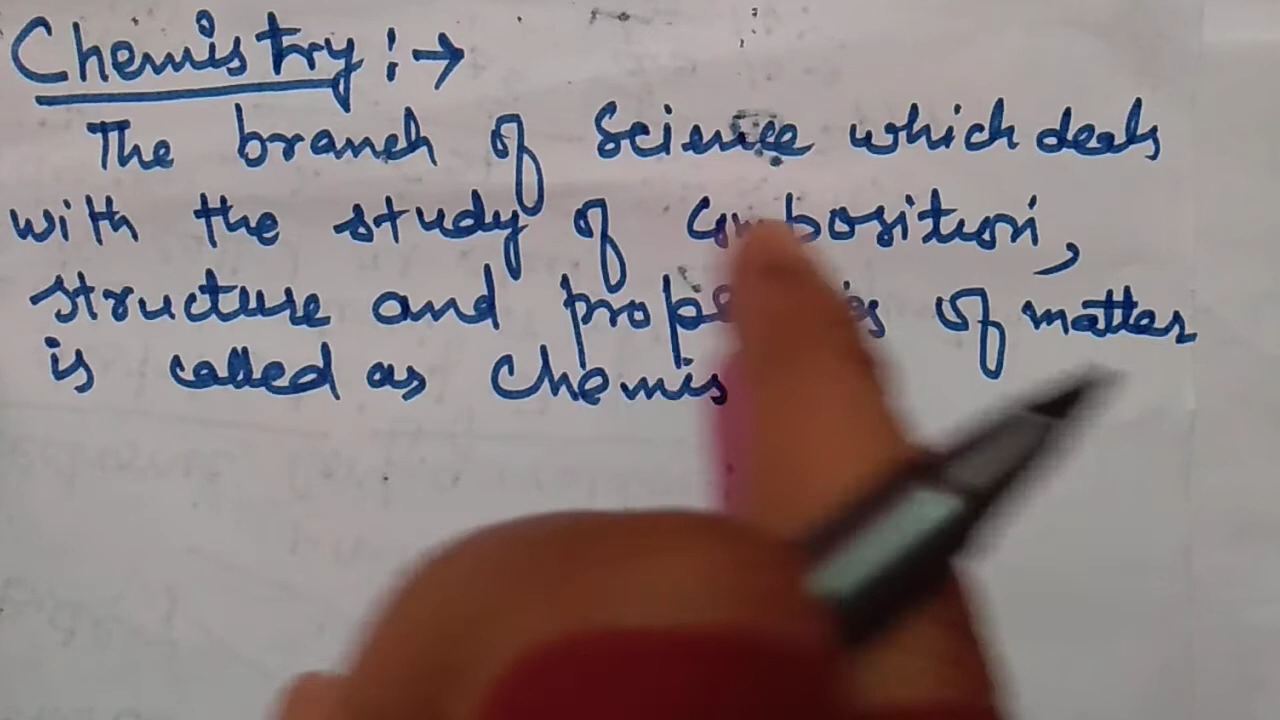 Chemistry :→
The branch of Science which deals
with the study of composition,
structure and properties of matter
is called as Chemis